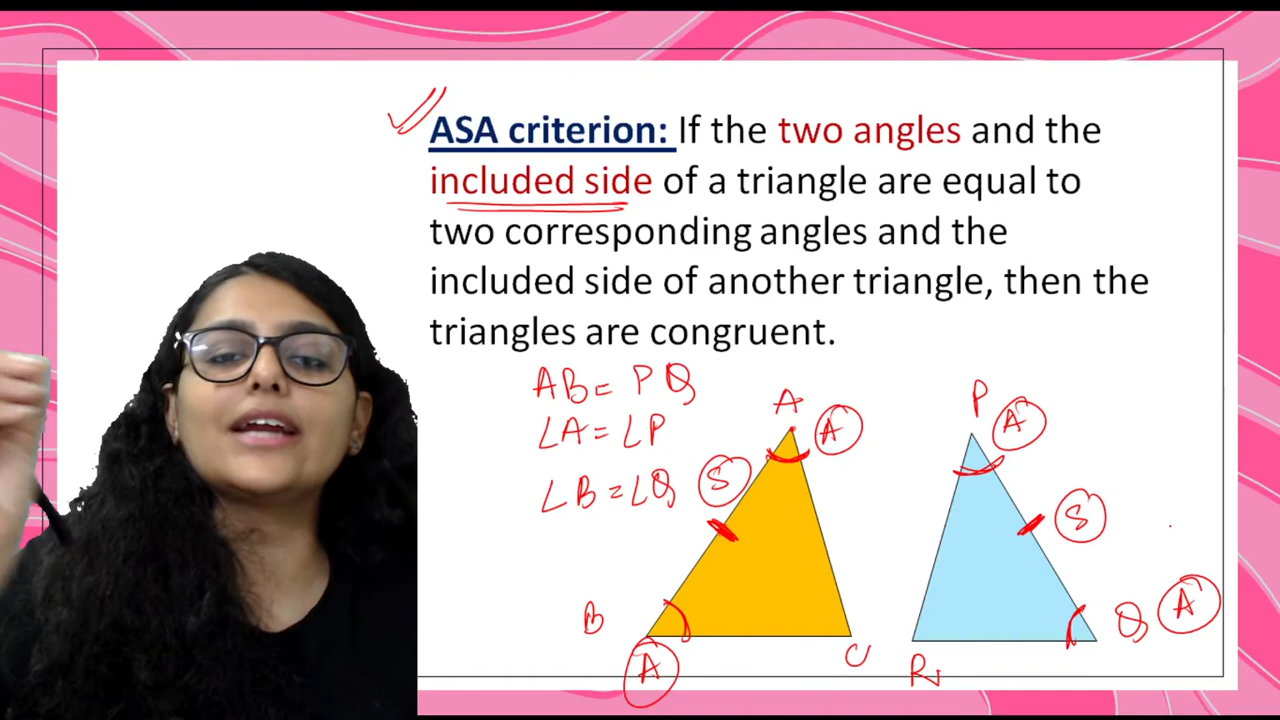 ASA criterion: If the two angles and the
included side of a triangle are equal to
two corresponding angles and the
included side of another triangle, then the
triangles are congruent.
AB = PQ
∠A = ∠P
∠B = ∠Q
A
A
S
B
A
C
P
A
S
Q
A
R